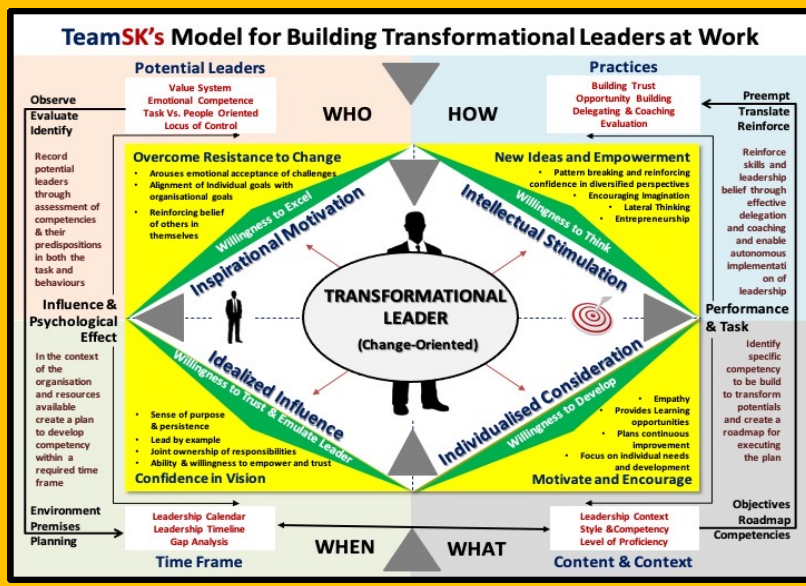 TeamSK's Model for Building Transformational Leaders at Work
Potential Leaders
Value System
Emotional Competence
Task Vs. People Oriented
Locus of Control
WHO
HOW
Practices
Building Trust
Opportunity Building
Delegating & Coaching
Evaluation
Observe
Evaluate
Identify
Preempt
Translate
Reinforce
Record
potential
leaders
through
assessment of
competencies
& their
predispositions
in both the
task and
behaviours
Overcome Resistance to Change
• Arouses emotional acceptance of challenges
• Alignment of Individual goals with
organisational goals
• Reinforcing belief
of others in
themselves
Willingness to Excel
Inspirational Motivation
New Ideas and Empowerment
• Pattern breaking and reinforcing
confidence in diversified perspectives
• Encouraging Imagination
• Lateral Thinking
• Entrepreneurship
Willingness to Think
Intellectual Stimulation
Reinforce
skills and
leadership
belief through
effective
delegation
and coaching
and enable
autonomous
implementati
on of
leadership
Influence &
Psychological
Effect
TRANSFORMATIONAL
LEADER
(Change-Oriented)
Performance
& Task
In the context
of the
organisation
and resources
available
create a plan
to develop
competency
within a
required time
frame
Idealized Influence
Willingness to Trust & Emulate Leader
• Sense of purpose
& persistence
• Lead by example
• Joint ownership of responsibilities
• Ability & willingness to empower and trust
Confidence in Vision
Individualised Consideration
Willingness to Develop
• Empathy
• Provides Learning
opportunities
• Plans continuous
improvement
• Focus on individual needs
and development
Motivate and Encourage
Identify
specific
competency
to be build
to transform
potentials
and create a
roadmap for
executing
the plan
Environment
Premises
Planning
Leadership Calendar
Leadership Timeline
Gap Analysis
Time Frame
WHEN
WHAT
Leadership Context
Style &Competency
Level of Proficiency
Content & Context
Objectives
Roadmap
Competencies